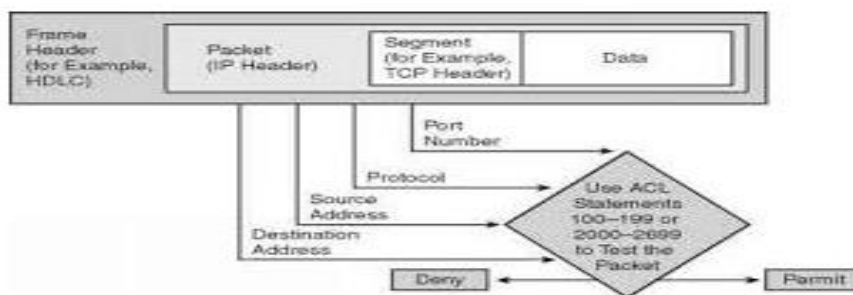 Frame
Header
(for Example,
HDLC)
Packet
(IP Header)
Segment
(for Example,
TCP Header)
Data
Port
Number
Protocol
Source
Address
Destination
Address
Use ACL
Statements
100–199 or
2000–2699
to Test the
Packet
Deny
Permit